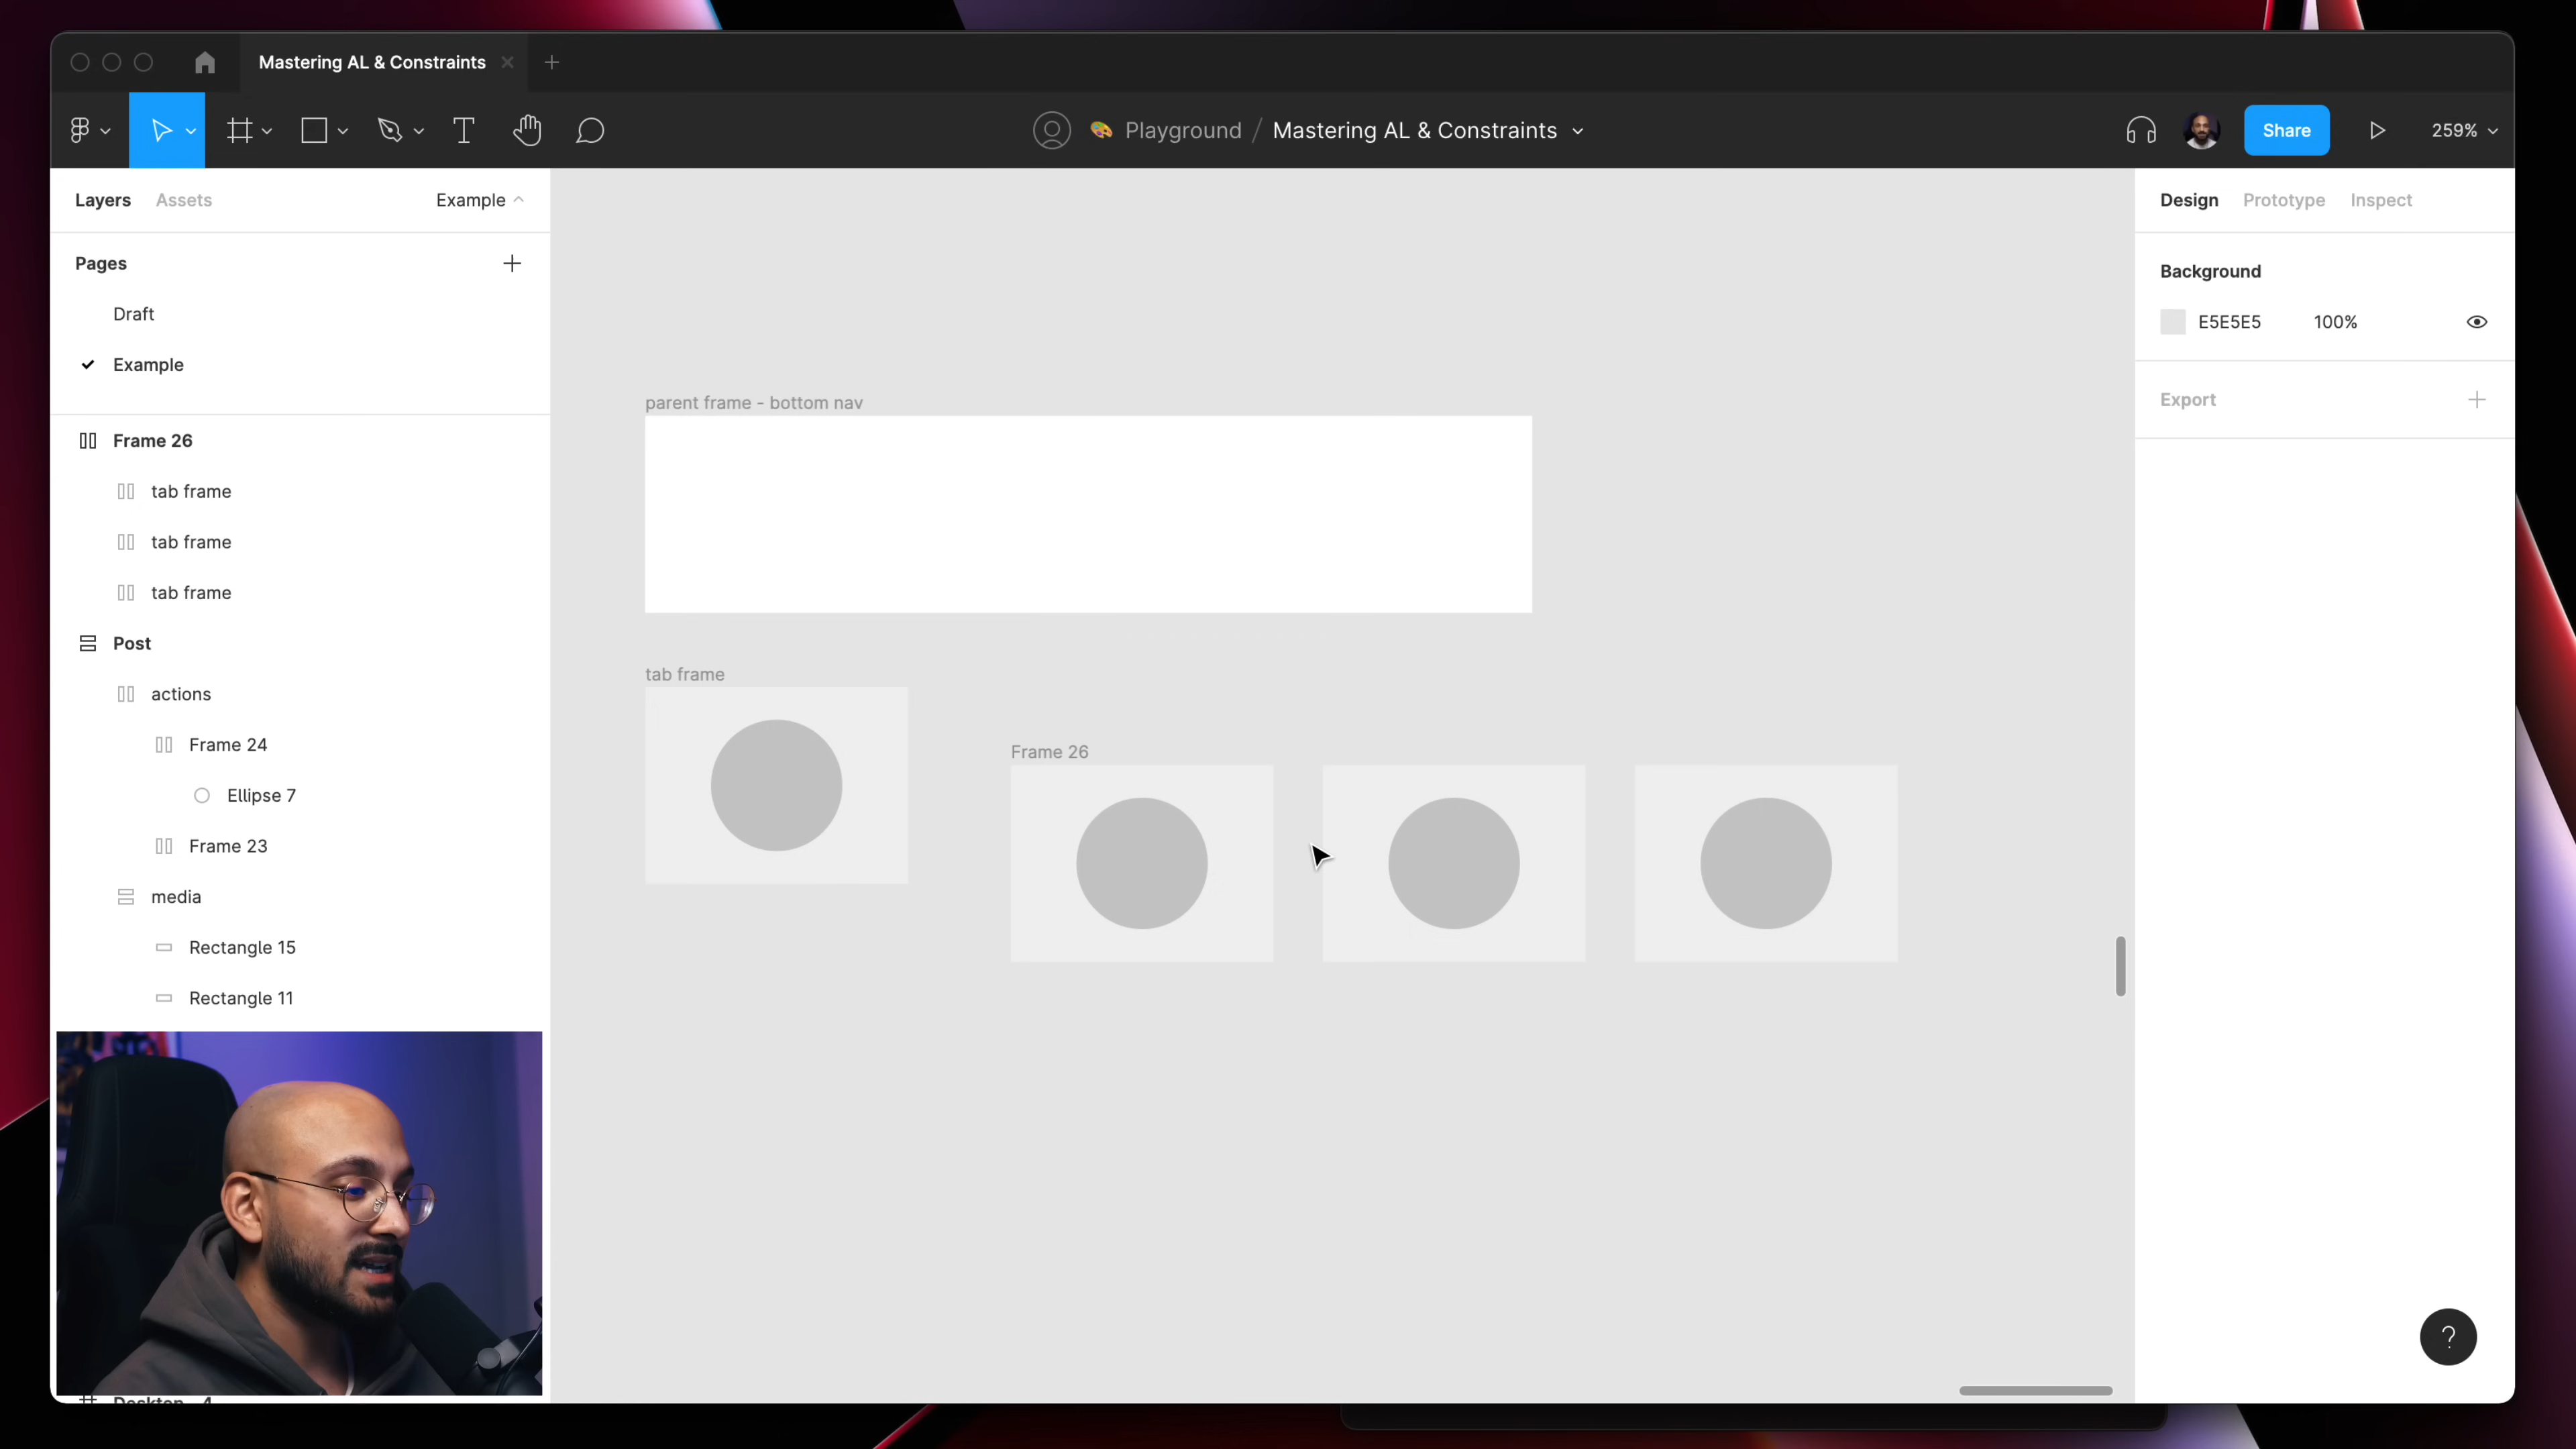 Mastering AL & Constraints
Playground / Mastering AL & Constraints
Share
259%
Layers
Assets
Example
Pages
Draft
Example
Frame 26
tab frame
tab frame
tab frame
Post
actions
Frame 24
Ellipse 7
Frame 23
media
Rectangle 15
Rectangle 11
parent frame - bottom nav
tab frame
Frame 26
Design
Prototype
Inspect
Background
E5E5E5
100%
Export
?